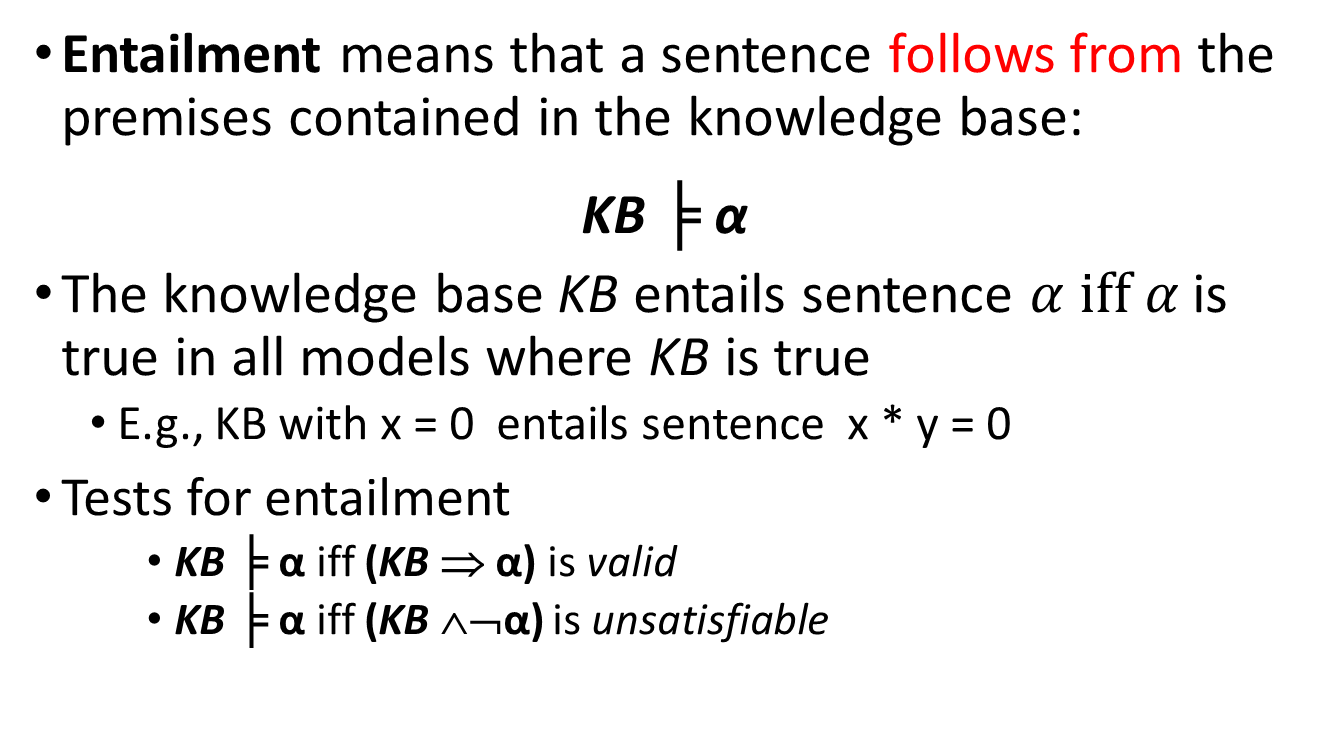 • Entailment means that a sentence follows from the
premises contained in the knowledge base:
KB ⊨ α
• The knowledge base KB entails sentence α iff α is
true in all models where KB is true
• E.g., KB with x = 0 entails sentence x * y = 0
• Tests for entailment
• KB ⊨ α iff (KB ⇒ α) is valid
• KB ⊨ α iff (KB ∧¬α) is unsatisfiable